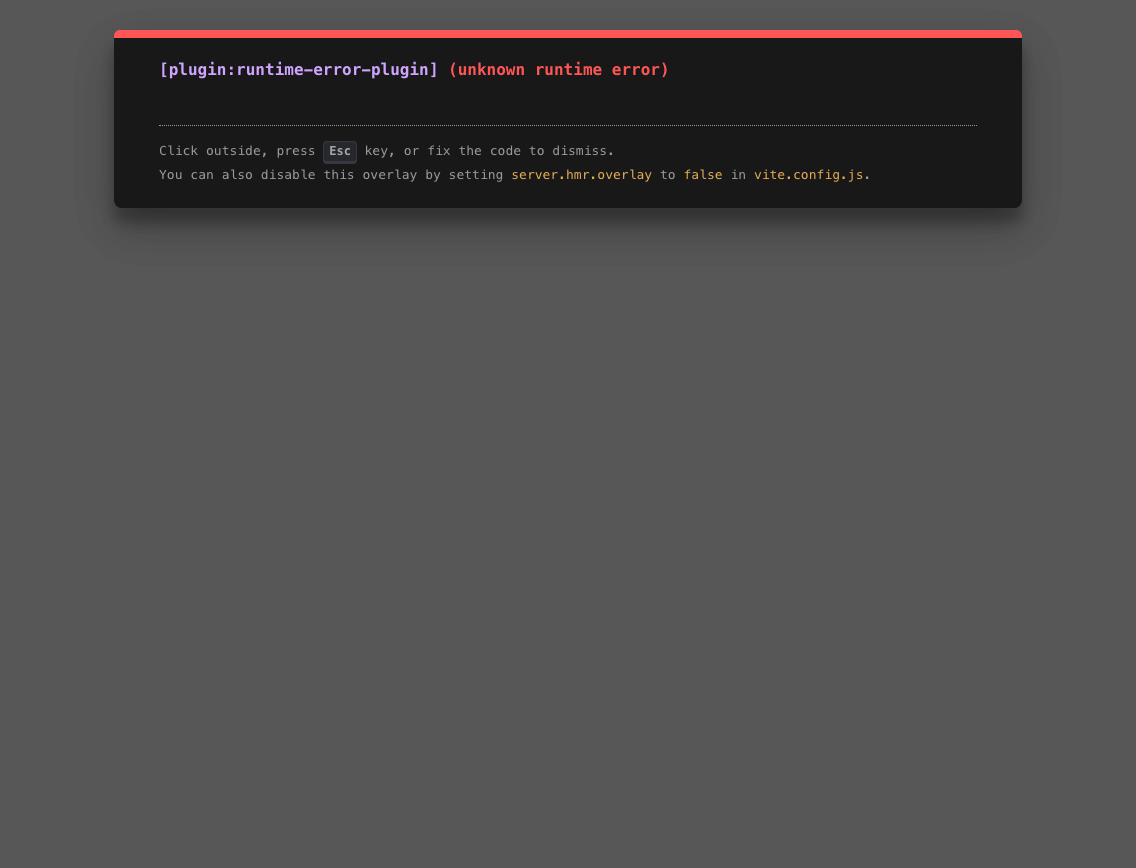 [plugin:runtime-error-plugin] (unknown runtime error)
Click outside, press Esc key, or fix the code to dismiss.
You can also disable this overlay by setting server.hmr.overlay to false in vite.config.js.